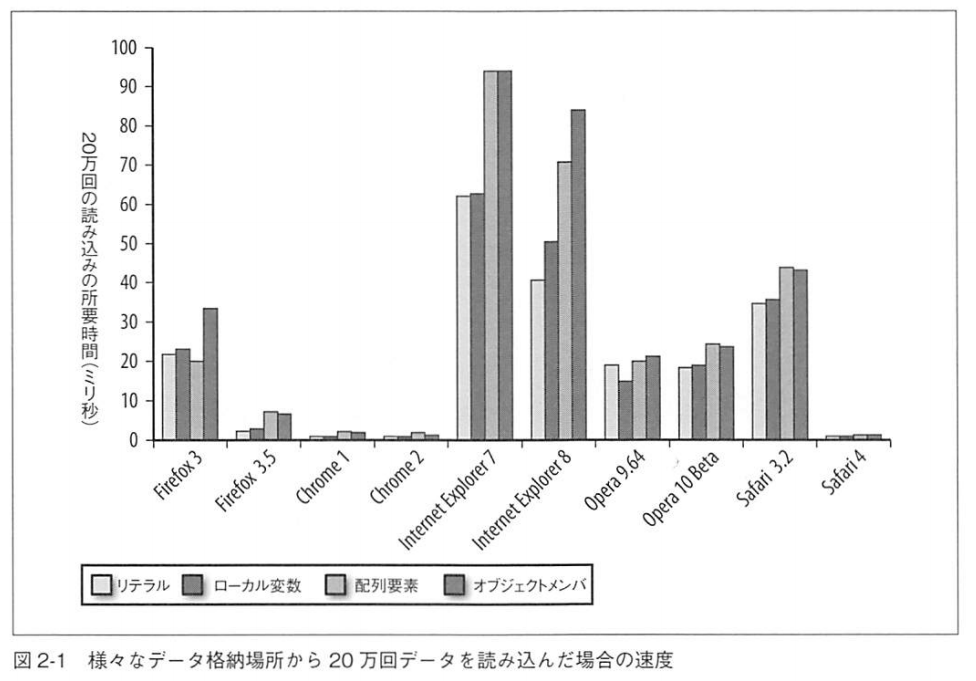 100
90
80
70
60
50
40
30
20
10
0
20万回の読み込みの所要時間(ミリ秒)
Firefox 3
Firefox 3.5
Chrome 1
Chrome 2
Internet Explorer 7
Internet Explorer 8
Opera 9.64
Opera 10 Beta
Safari 3.2
Safari 4
リテラル ローカル変数 配列要素 オブジェクトメンバ
図 2-1 様々なデータ格納場所から 20 万回データを読み込んだ場合の速度